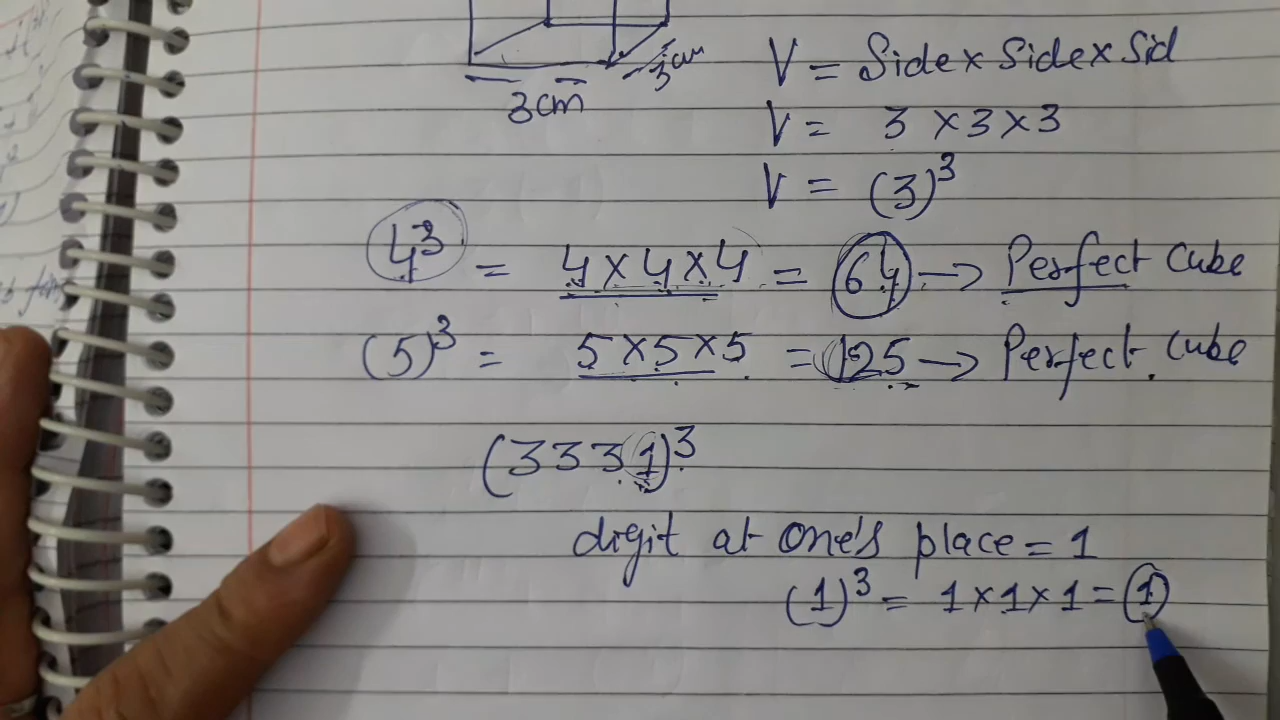 3cm
3cm
V = Side x Side x Sid
V = 3 x 3 x 3
V = (3)³
4³ = 4 x 4 x 4 = 64 → Perfect Cube
(5)³ = 5 x 5 x 5 = 125 → Perfect. Cube
(3331)³
digit at one's place = 1
(1)³ = 1 x 1 x 1 = 1